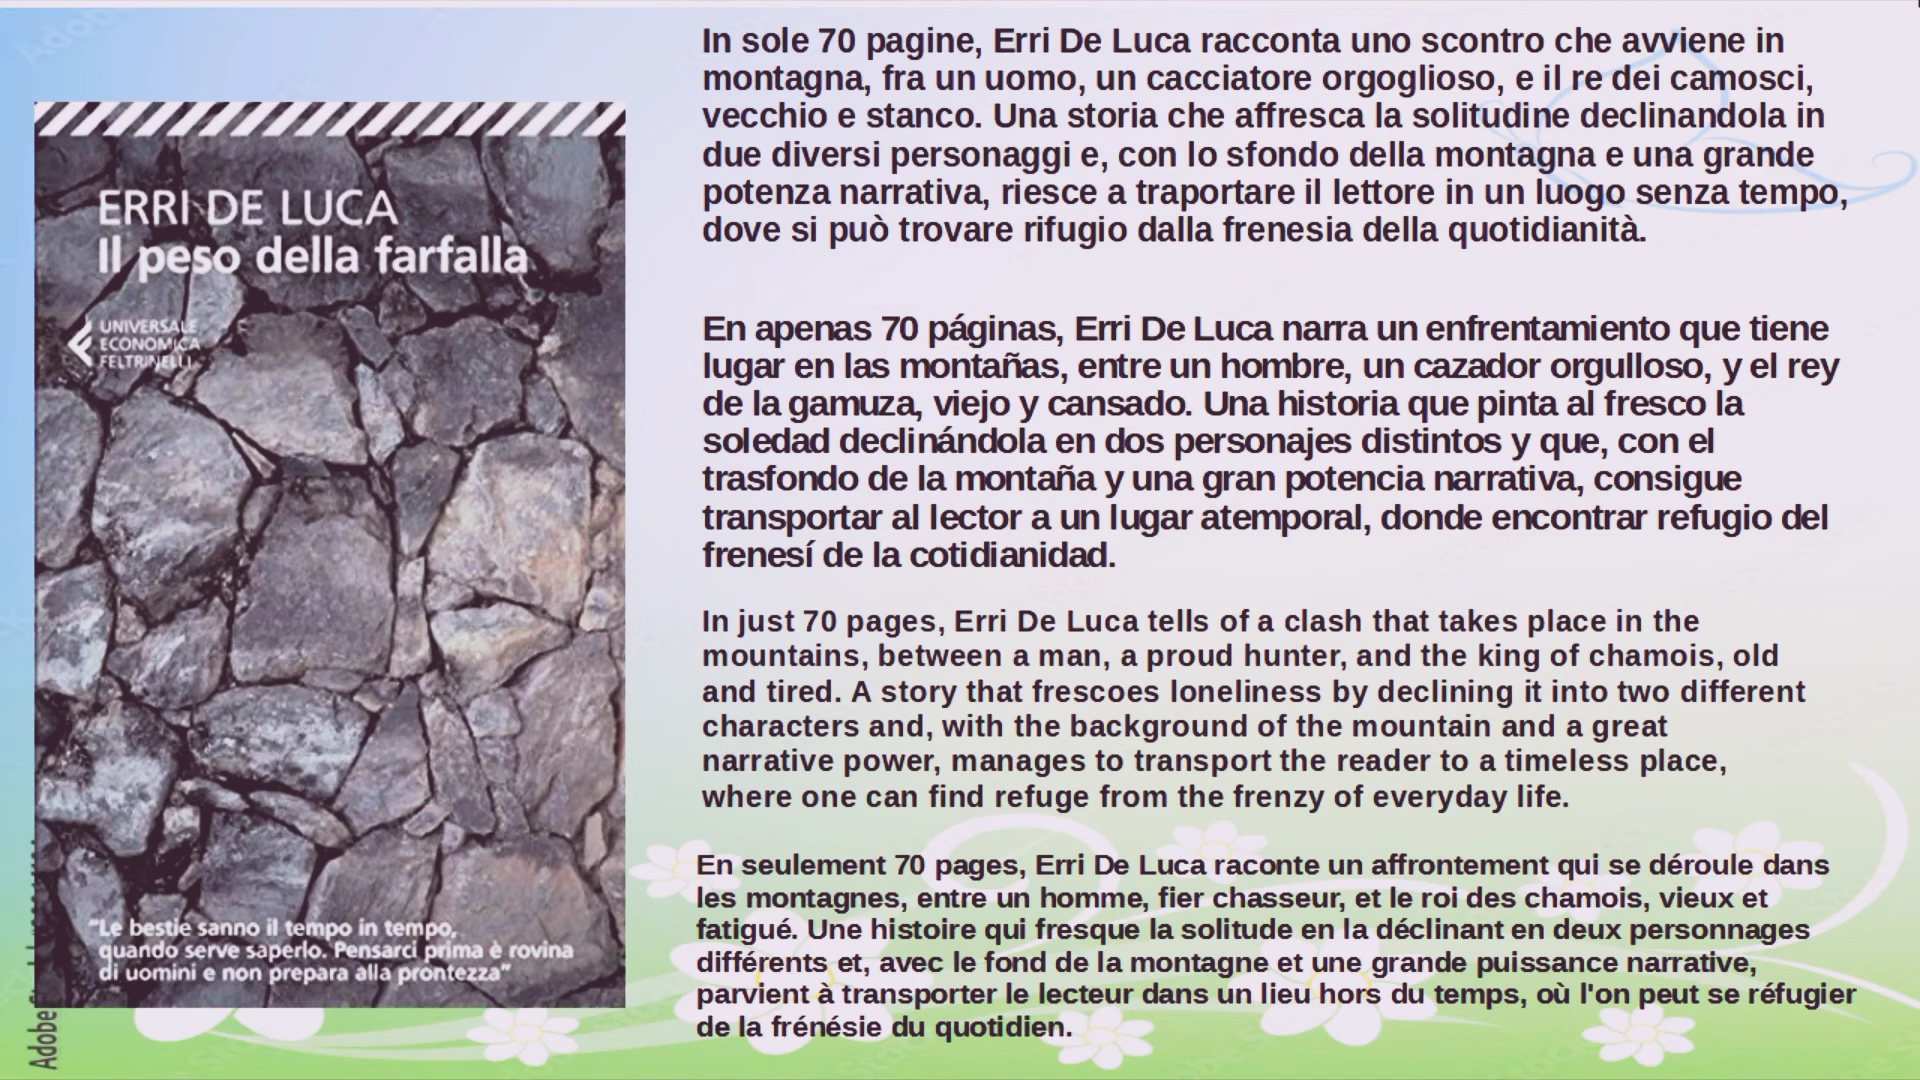 ERRI DE LUCA
Il peso della farfalla
UNIVERSALE
ECONOMICA
FELTRINELLI
"Le bestie sanno il tempo in tempo,
quando serve saperlo. Pensarci prima è rovina
di uomini e non prepara alla prontezza"
Adobe
In sole 70 pagine, Erri De Luca racconta uno scontro che avviene in
montagna, fra un uomo, un cacciatore orgoglioso, e il re dei camosci,
vecchio e stanco. Una storia che affresca la solitudine declinandola in
due diversi personaggi e, con lo sfondo della montagna e una grande
potenza narrativa, riesce a traportare il lettore in un luogo senza tempo,
dove si può trovare rifugio dalla frenesia della quotidianità.
En apenas 70 páginas, Erri De Luca narra un enfrentamiento que tiene
lugar en las montañas, entre un hombre, un cazador orgulloso, y el rey
de la gamuza, viejo y cansado. Una historia que pinta al fresco la
soledad declinándola en dos personajes distintos y que, con el
trasfondo de la montaña y una gran potencia narrativa, consigue
transportar al lector a un lugar atemporal, donde encontrar refugio del
frenesí de la cotidianidad.
In just 70 pages, Erri De Luca tells of a clash that takes place in the
mountains, between a man, a proud hunter, and the king of chamois, old
and tired. A story that frescoes loneliness by declining it into two different
characters and, with the background of the mountain and a great
narrative power, manages to transport the reader to a timeless place,
where one can find refuge from the frenzy of everyday life.
En seulement 70 pages, Erri De Luca raconte un affrontement qui se déroule dans
les montagnes, entre un homme, fier chasseur, et le roi des chamois, vieux et
fatigué. Une histoire qui fresque la solitude en la déclinant en deux personnages
différents et, avec le fond de la montagne et une grande puissance narrative,
parvient à transporter le lecteur dans un lieu hors du temps, où l'on peut se réfugier
de la frénésie du quotidien.